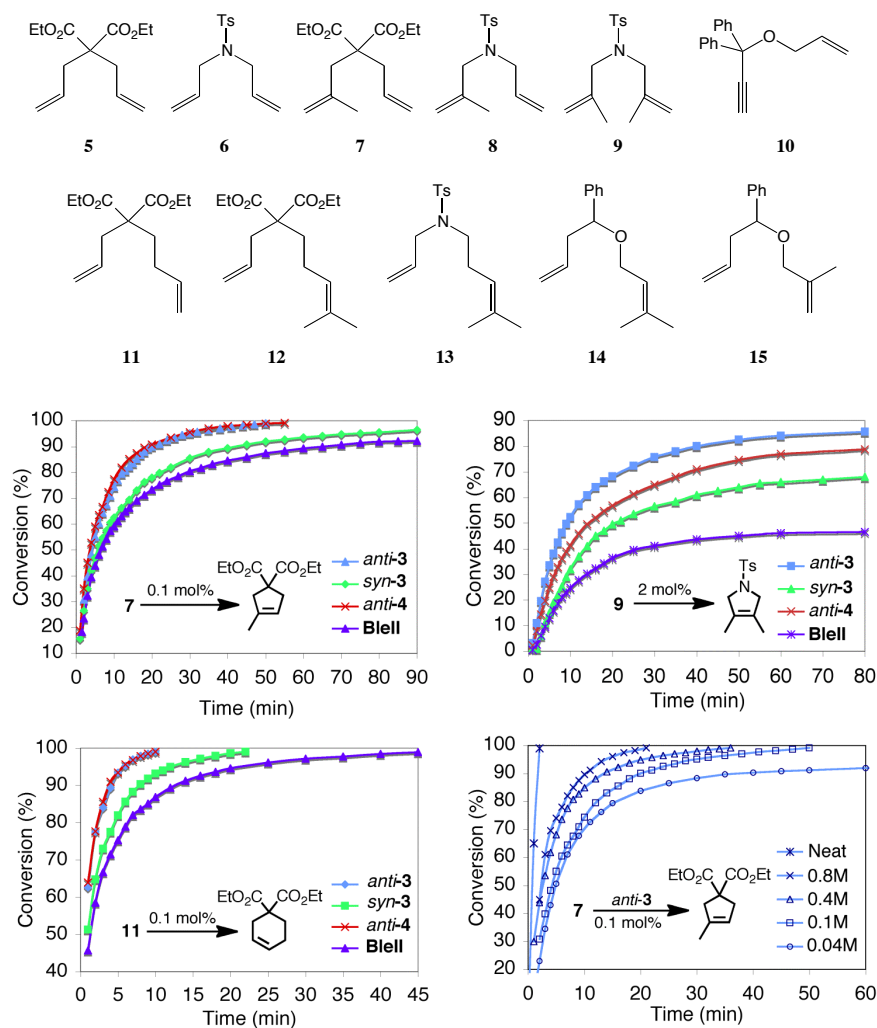 EtO₂C CO₂Et Ts EtO₂C CO₂Et Ts Ts
N N N
Ph Ph O
5 6 7 8 9 10
EtO₂C CO₂Et EtO₂C CO₂Et Ts Ph Ph
N O O
11 12 13 14 15
Conversion (%)
100
90
80
70
60
50
40
30
20
10
0 10 20 30 40 50 60 70 80 90
Time (min)
EtO₂C CO₂Et
7 0.1 mol%
anti-3
syn-3
anti-4
BleII
Conversion (%)
90
80
70
60
50
40
30
20
10
0
0 10 20 30 40 50 60 70 80
Time (min)
Ts
N
9 2 mol%
anti-3
syn-3
anti-4
BleII
Conversion (%)
100
90
80
70
60
50
40
0 5 10 15 20 25 30 35 40 45
Time (min)
EtO₂C CO₂Et
11 0.1 mol%
anti-3
syn-3
anti-4
BleII
Conversion (%)
100
90
80
70
60
50
40
30
20
0 10 20 30 40 50 60
Time (min)
EtO₂C CO₂Et
7 anti-3
0.1 mol%
Neat
0.8M
0.4M
0.1M
0.04M